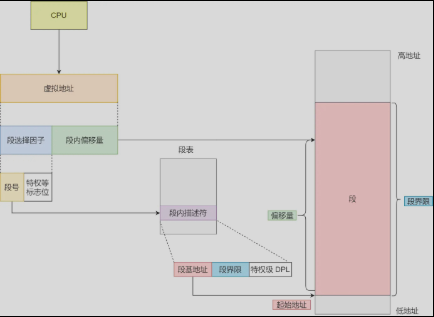 CPU
高地址
虚拟地址
段选择因子
段内偏移量
段表
段号
特权等
标志位
段
段界限
段内描述符
偏移量
段基地址
段界限
特权级 DPL
起始地址
低地址